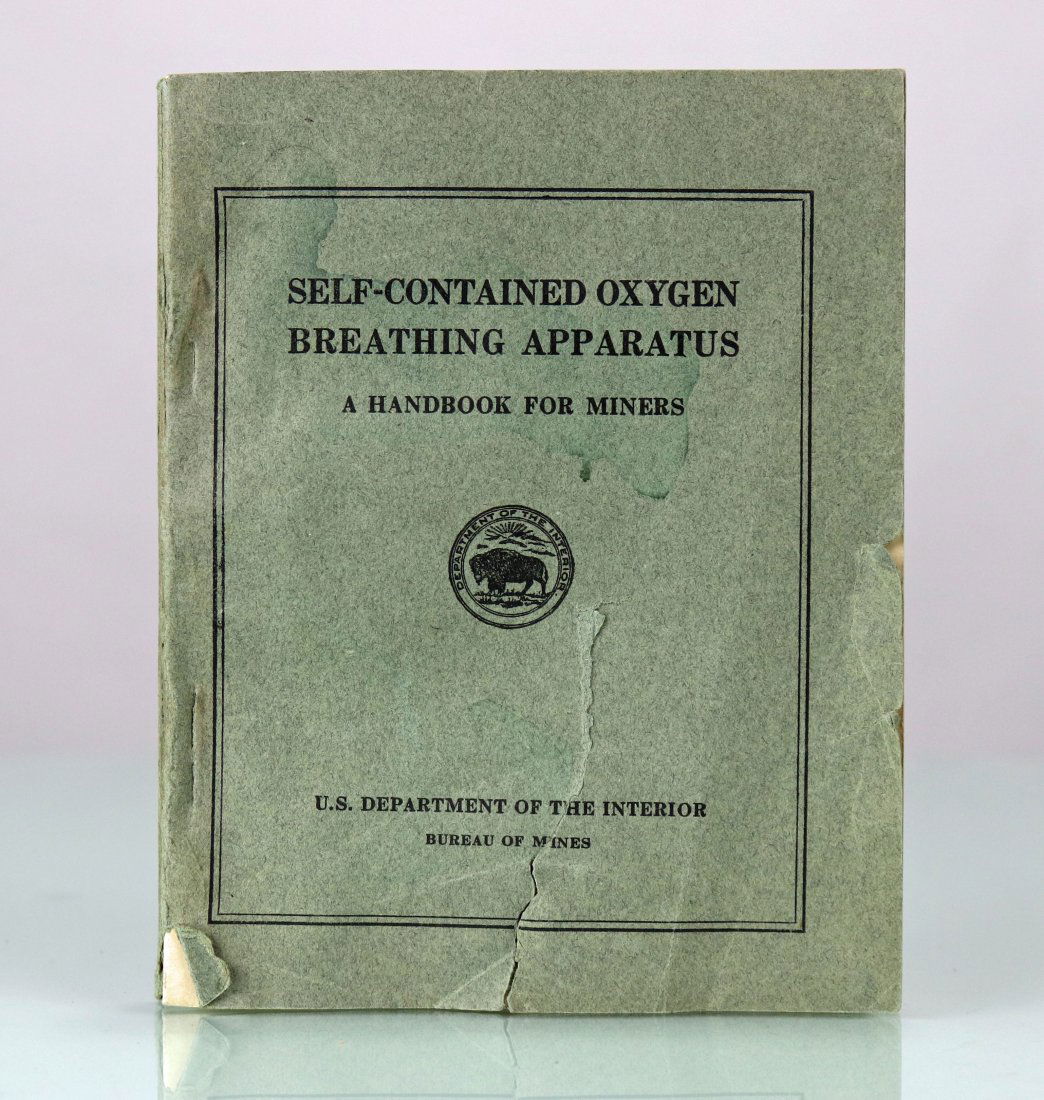 SELF-CONTAINED OXYGEN
BREATHING APPARATUS
A HANDBOOK FOR MINERS
DEPARTMENT OF THE INTERIOR
U.S. DEPARTMENT OF THE INTERIOR
BUREAU OF MINES